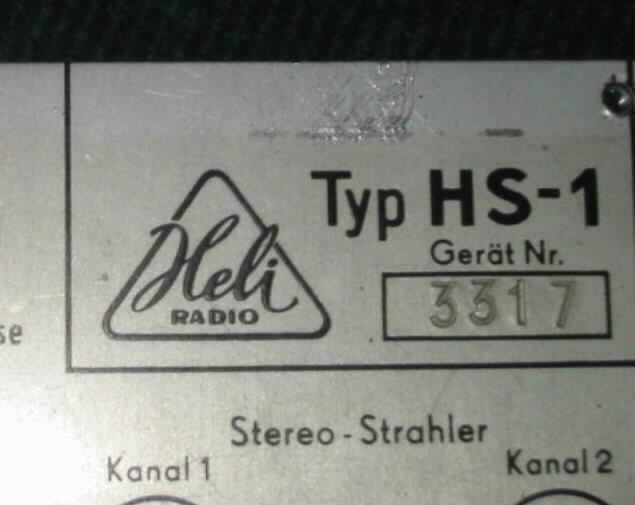 Typ HS-1
Heli
RADIO
Gerät Nr.
3317
se
Stereo-Strahler
Kanal 1
Kanal 2